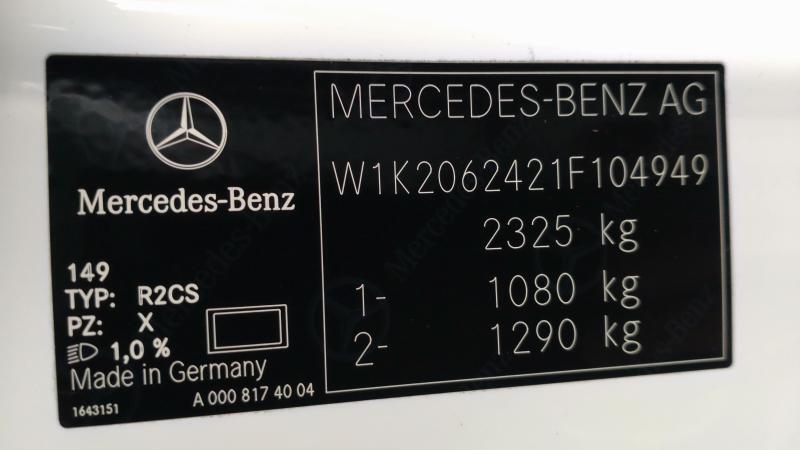 Mercedes-Benz
149
TYP: R2CS
PZ: X
1,0 %
Made in Germany
1643151
A 000 817 40 04
MERCEDES-BENZ AG
W1K2062421F104949
2325 kg
1- 1080 kg
2- 1290 kg